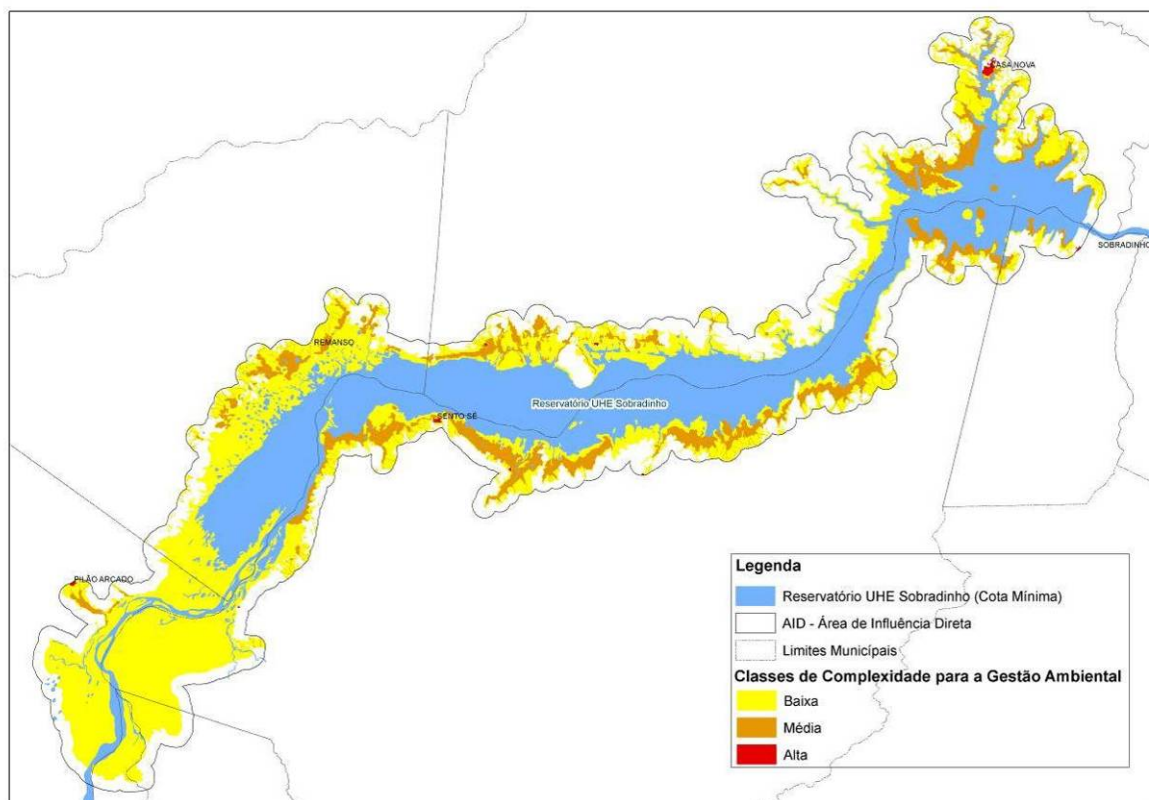 CASA NOVA
SOBRADINHO
REMANSO
Reservatório UHE Sobradinho
SENTO SÉ
PILÃO ARCADO
Legenda
Reservatório UHE Sobradinho (Cota Mínima)
AID - Área de Influência Direta
Limites Municípais
Classes de Complexidade para a Gestão Ambiental
Baixa
Média
Alta